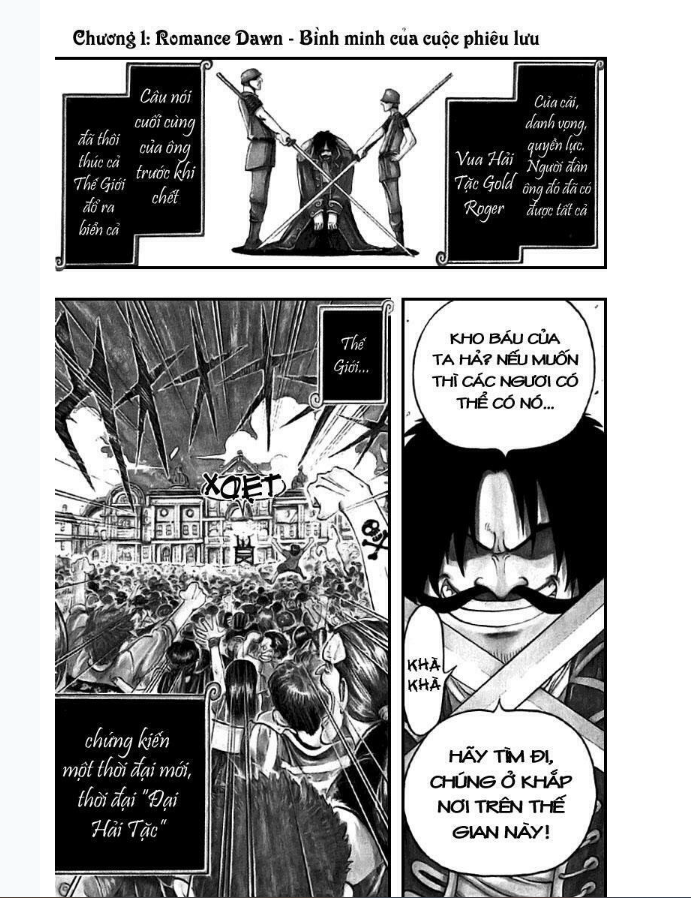 Chương 1: Romance Dawn - Bình minh của cuộc phiêu lưu
Của cải,
danh vọng,
quyền lực.
Người đàn
ông đó đã có
được tất cả
Vua Hải
Tặc Gold
Roger
Câu nói
cuối cùng
của ông
trước khi
chết
đã thôi
thúc cả
Thế Giới
đổ ra
biển cả
KHO BÁU CỦA
TA HẢ? NẾU MUỐN
THÌ CÁC NGƯƠI CÓ
THỂ CÓ NÓ...
KHÀ
KHÀ
HÃY TÌM ĐI,
CHÚNG Ở KHẮP
NƠI TRÊN THẾ
GIAN NÀY!
Thế
Giới...
XOẸT
chứng kiến
một thời đại mới,
thời đại "Đại
Hải Tặc"